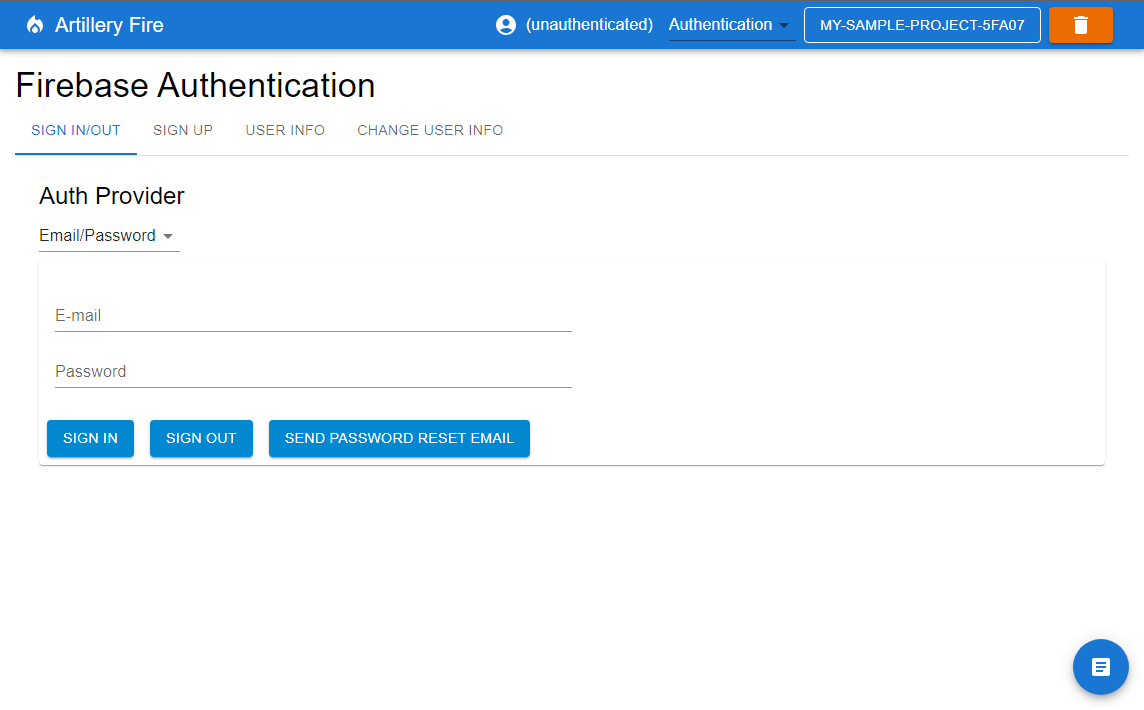 Artillery Fire
(unauthenticated)
Authentication
MY-SAMPLE-PROJECT-5FA07
Firebase Authentication
SIGN IN/OUT
SIGN UP
USER INFO
CHANGE USER INFO
Auth Provider
Email/Password
E-mail
Password
SIGN IN
SIGN OUT
SEND PASSWORD RESET EMAIL